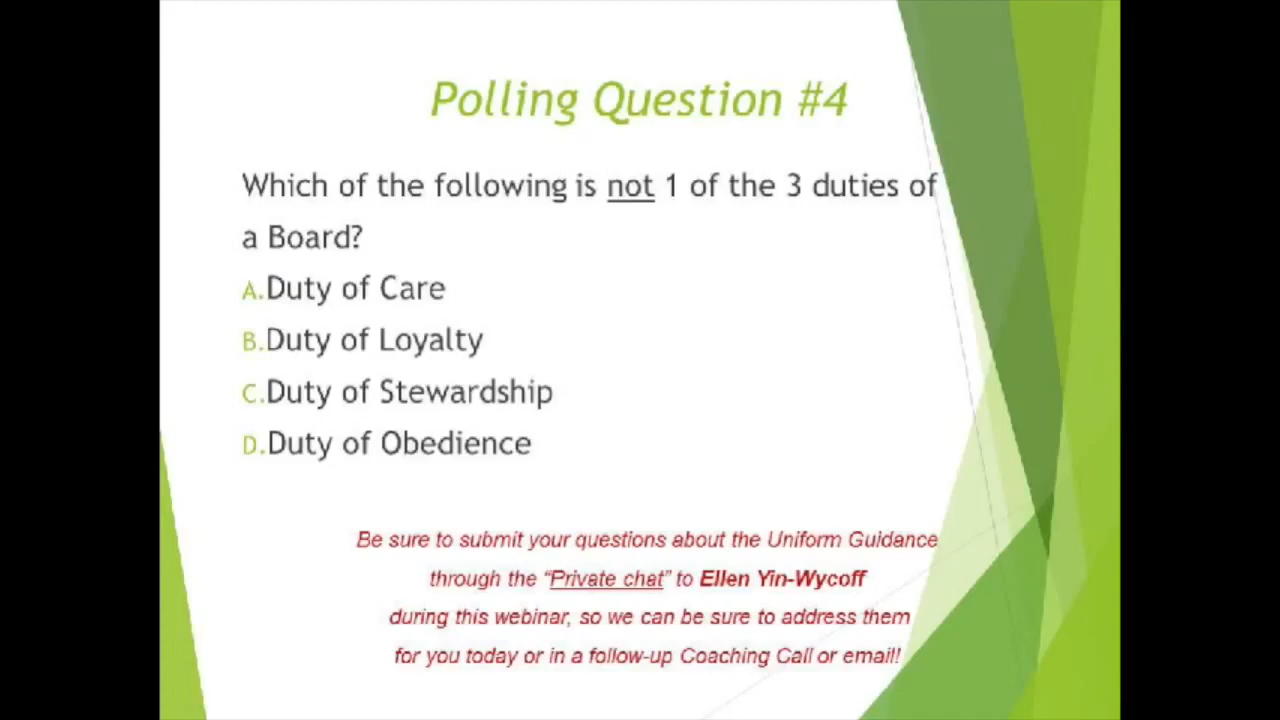 Polling Question #4
Which of the following is not 1 of the 3 duties of
a Board?
A.Duty of Care
B.Duty of Loyalty
C.Duty of Stewardship
D.Duty of Obedience
Be sure to submit your questions about the Uniform Guidance
through the “Private chat” to Ellen Yin-Wycoff
during this webinar, so we can be sure to address them
for you today or in a follow-up Coaching Call or email!